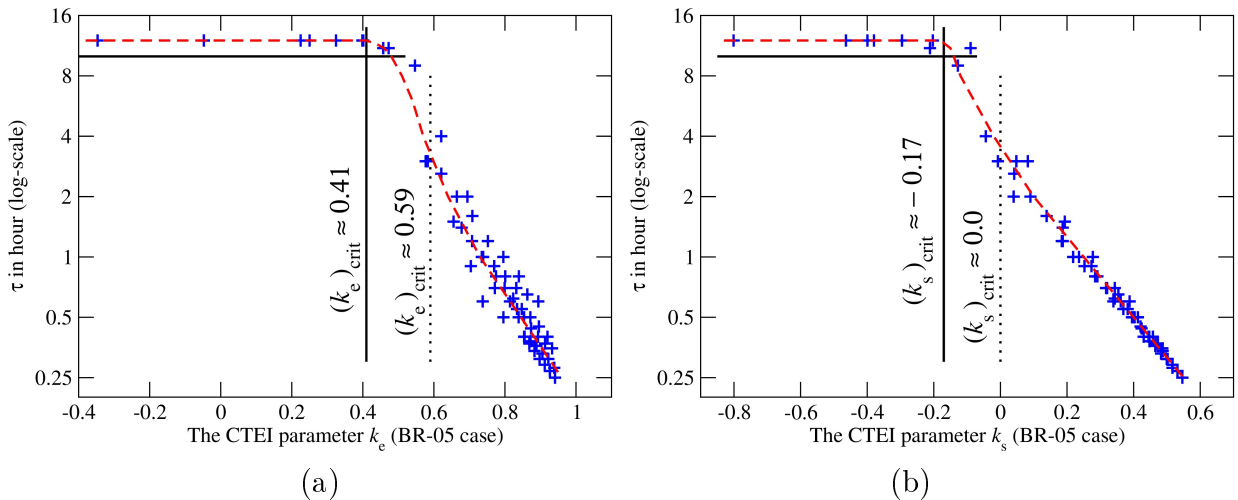 16
8
4
2
1
0.5
0.25
τ in hour (log-scale)
(k_e)_crit ≈ 0.41
(k_e)_crit ≈ 0.59
-0.4 -0.2 0 0.2 0.4 0.6 0.8 1
The CTEI parameter k_e (BR-05 case)
(a)
16
8
4
2
1
0.5
0.25
τ in hour (log-scale)
(k_s)_crit ≈ − 0.17
(k_s)_crit ≈ 0.0
-0.8 -0.6 -0.4 -0.2 0 0.2 0.4 0.6
The CTEI parameter k_s (BR-05 case)
(b)